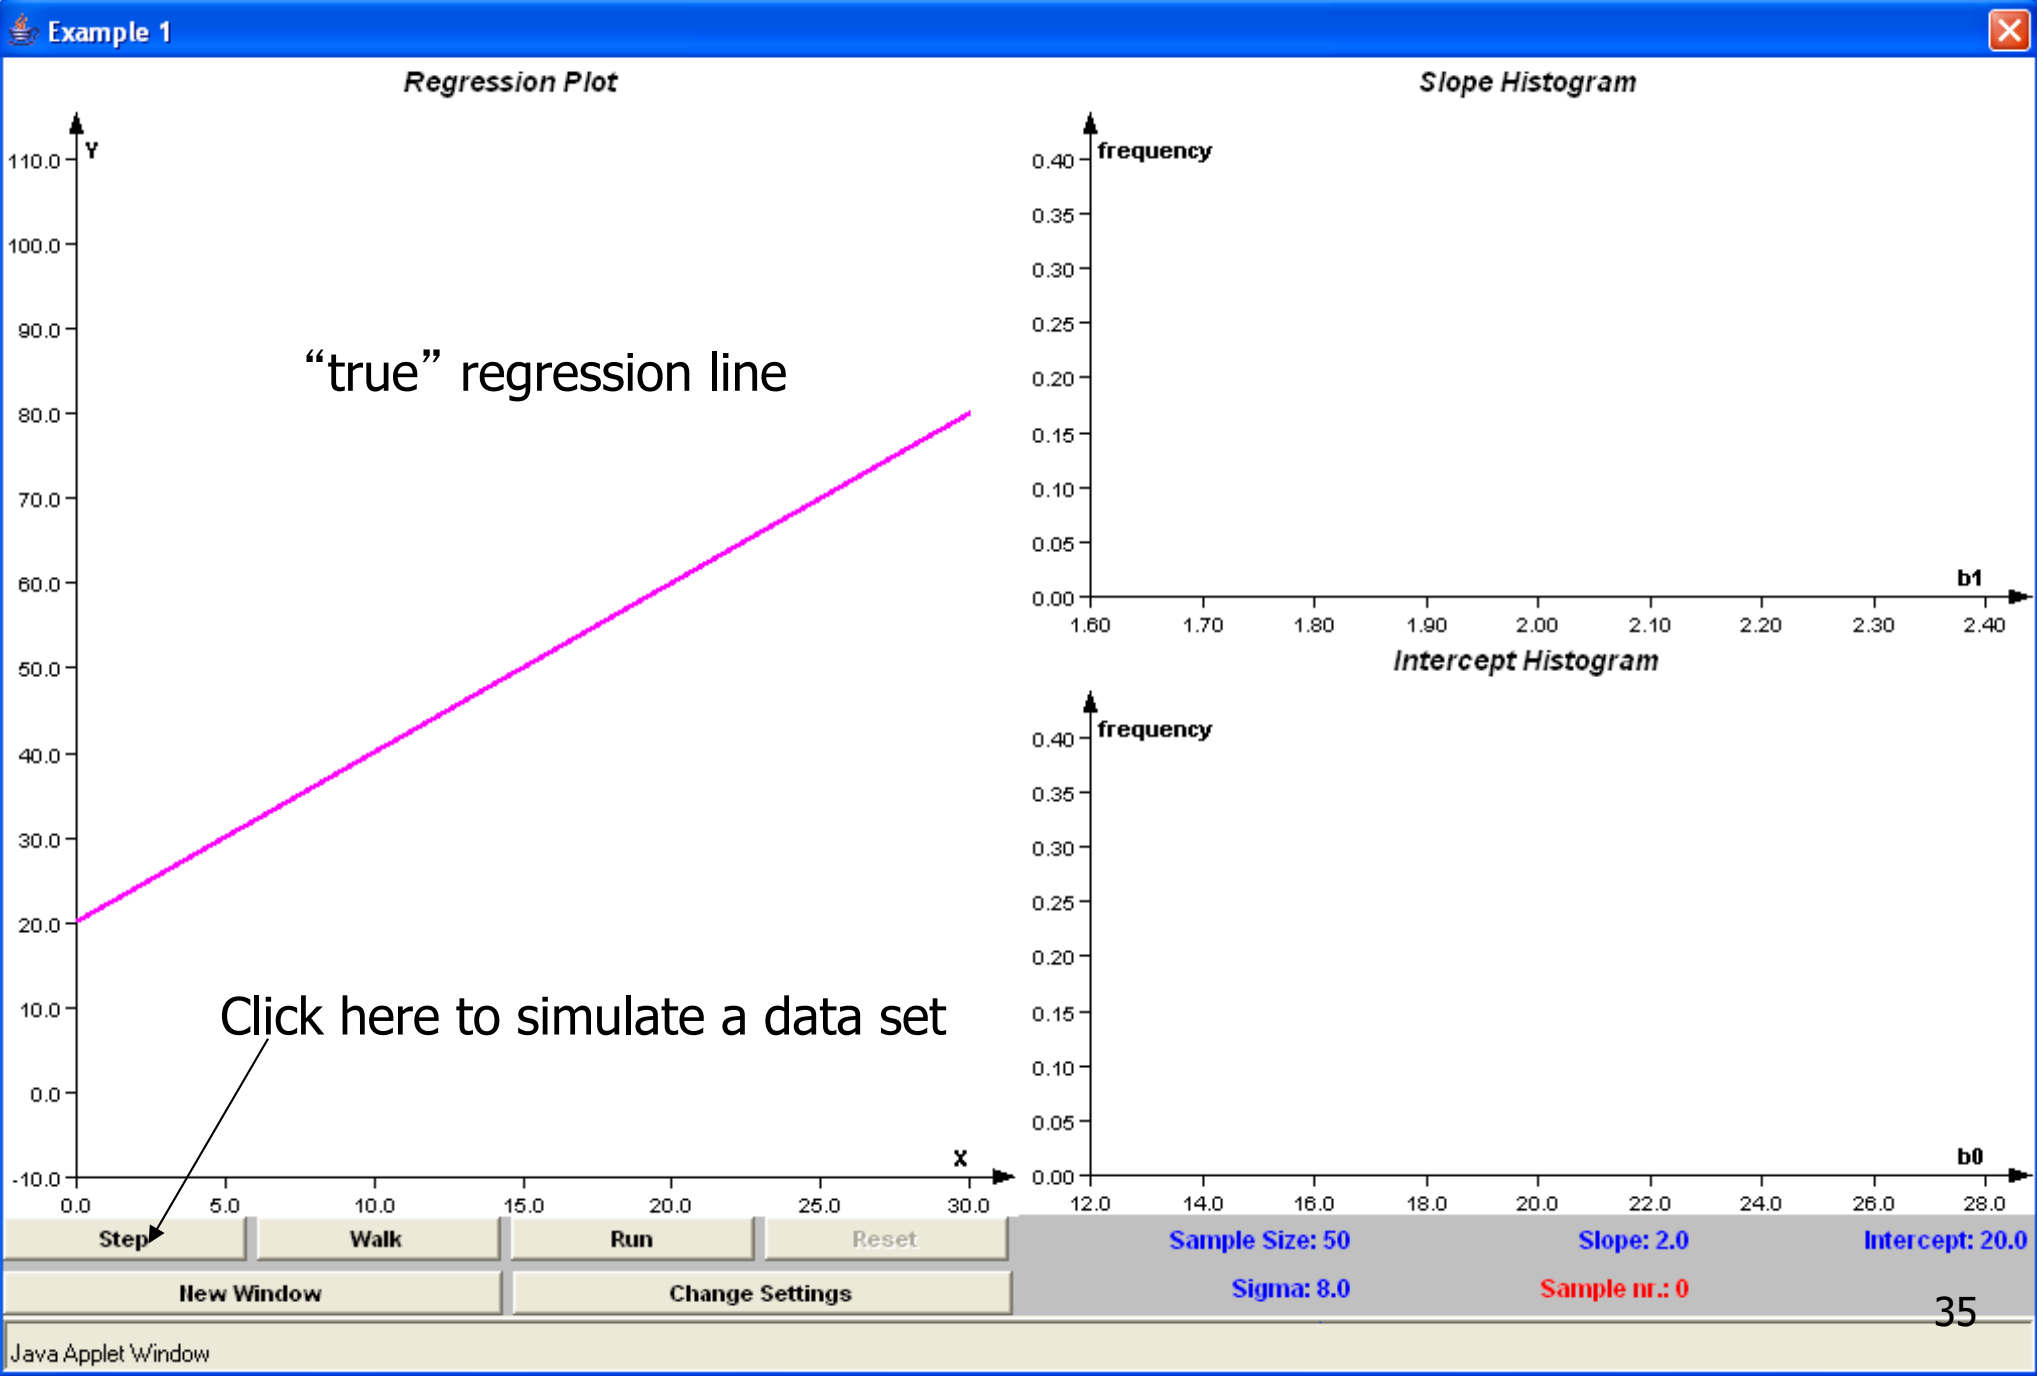 Example 1
Regression Plot
Y
110.0
100.0
90.0
80.0
70.0
60.0
50.0
40.0
30.0
20.0
10.0
0.0
-10.0
“true” regression line
Click here to simulate a data set
X
0.0 5.0 10.0 15.0 20.0 25.0 30.0
Slope Histogram
frequency
0.40
0.35
0.30
0.25
0.20
0.15
0.10
0.05
0.00
b1
1.60 1.70 1.80 1.90 2.00 2.10 2.20 2.30 2.40
Intercept Histogram
frequency
0.40
0.35
0.30
0.25
0.20
0.15
0.10
0.05
0.00
b0
12.0 14.0 16.0 18.0 20.0 22.0 24.0 26.0 28.0
Step Walk Run Reset
New Window Change Settings
Sample Size: 50 Slope: 2.0 Intercept: 20.0
Sigma: 8.0 Sample nr.: 0
35
Java Applet Window